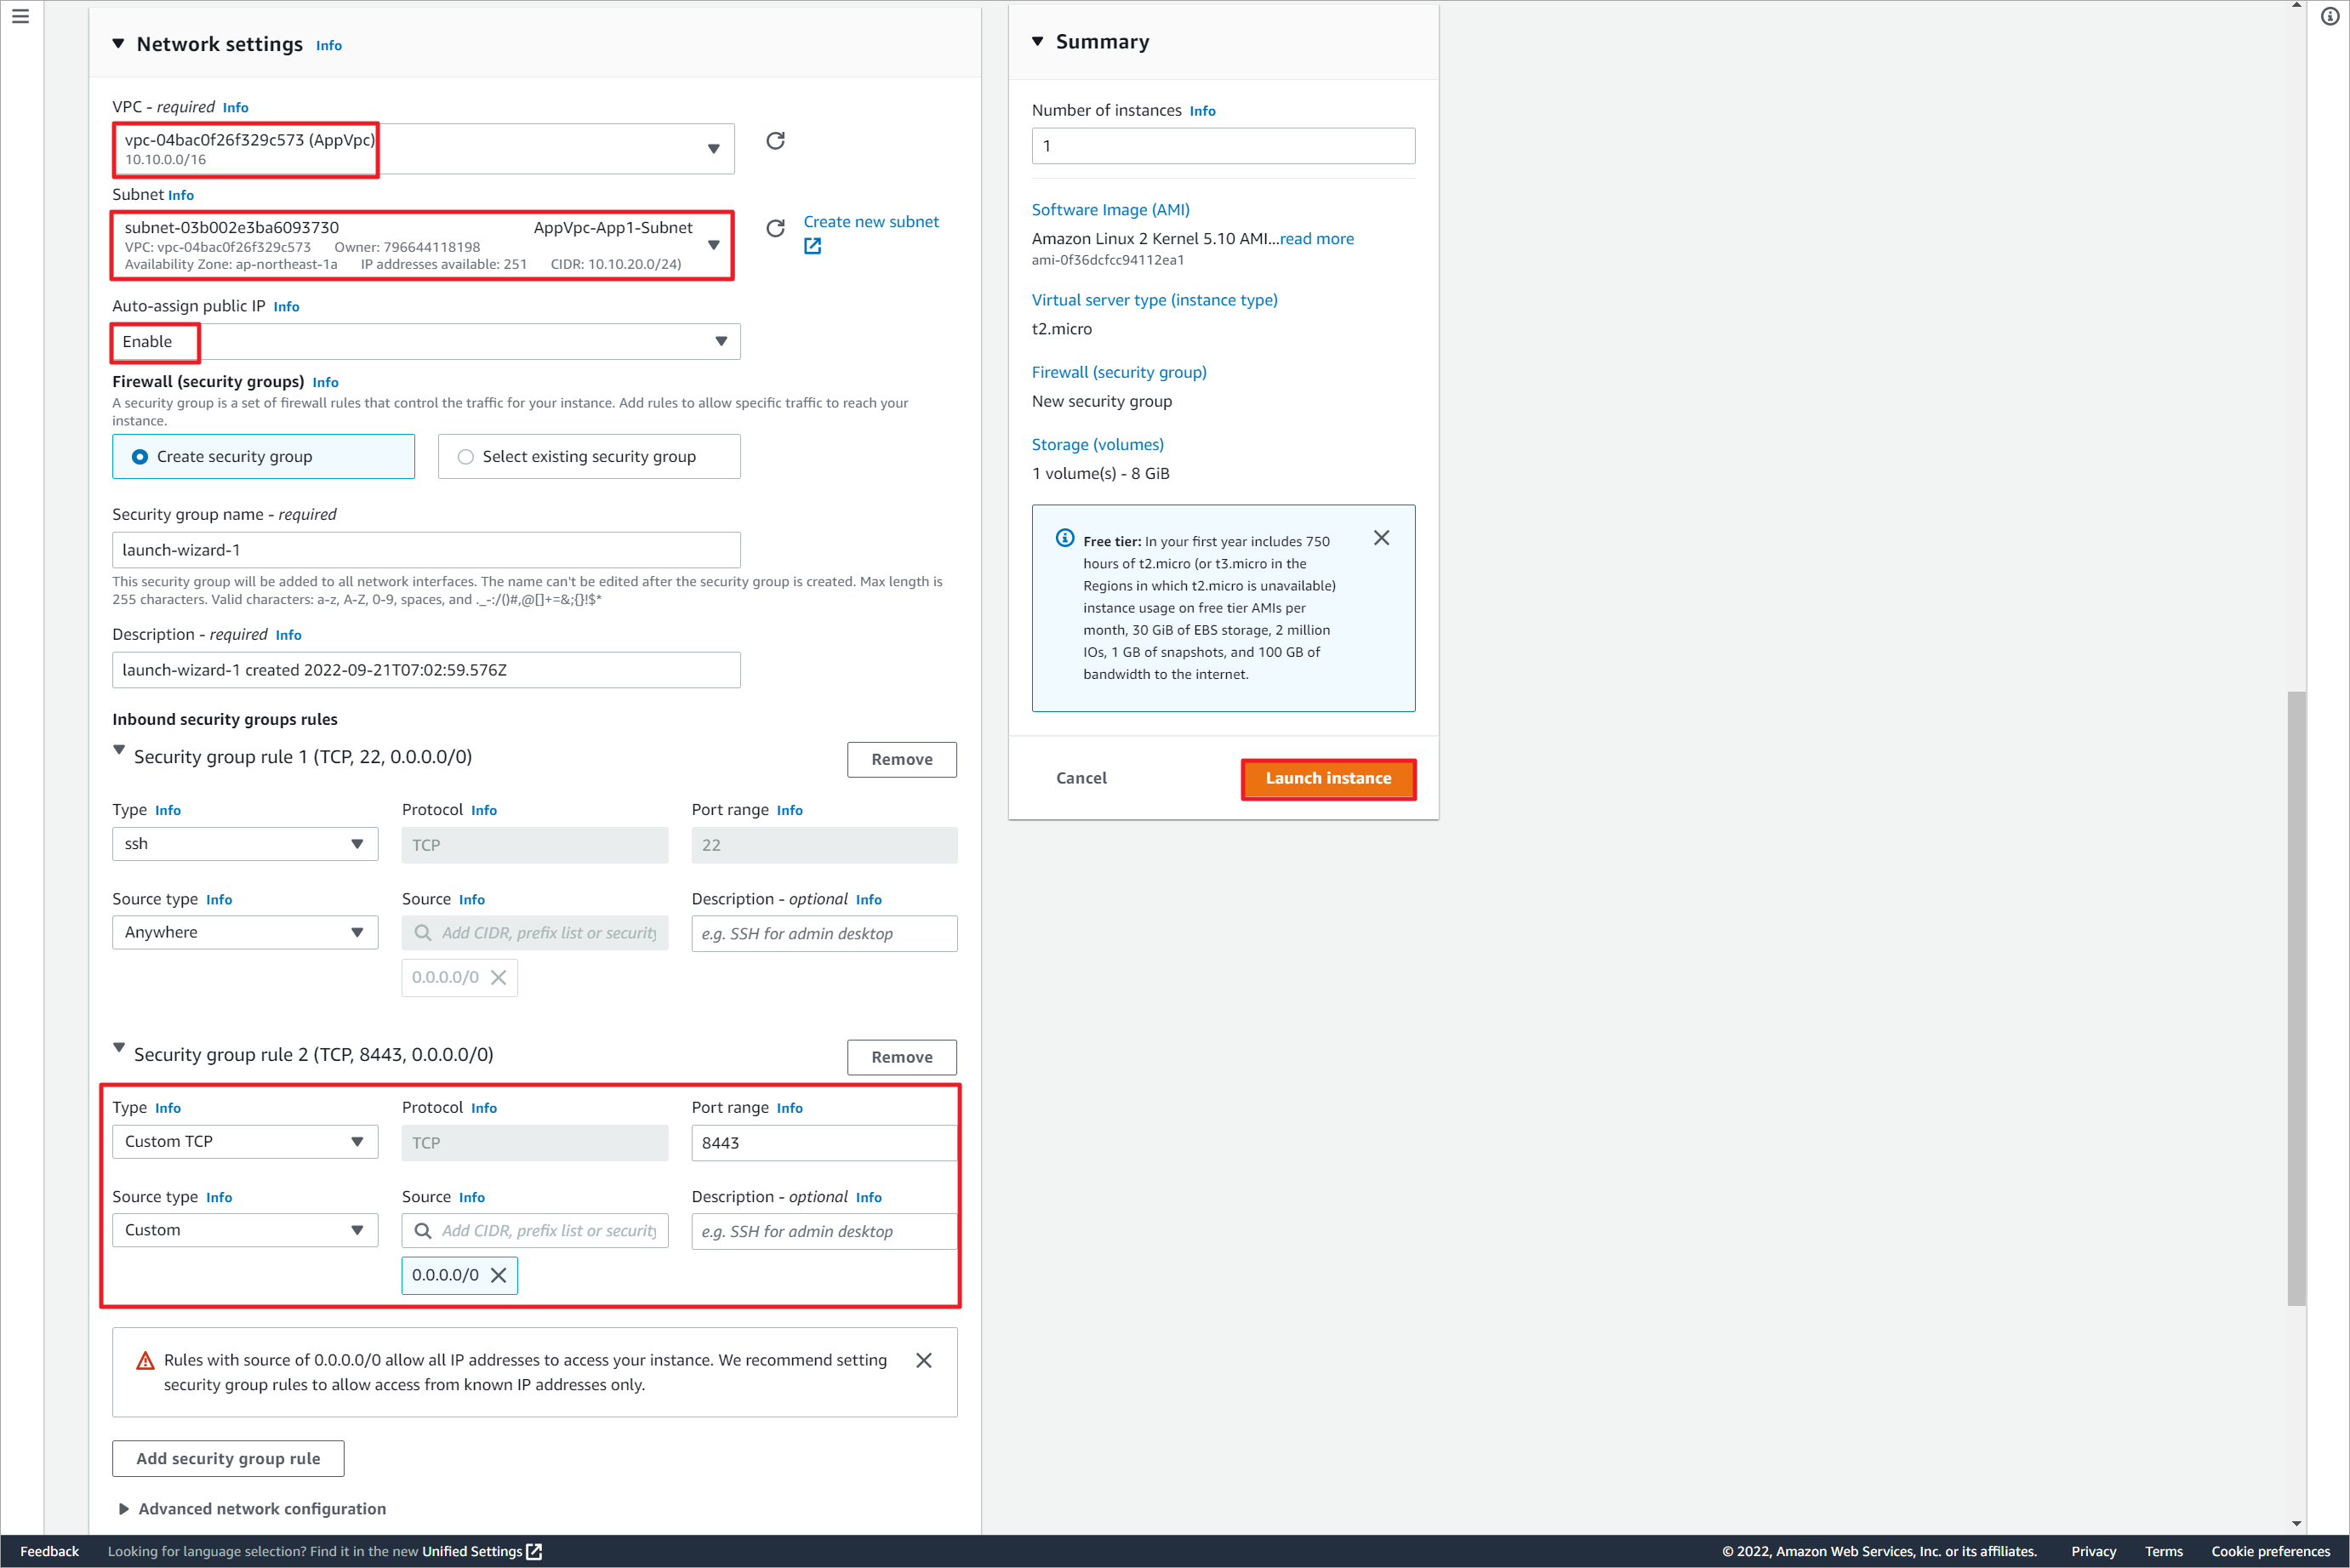 Network settings Info
VPC - required Info
vpc-04bac0f26f329c573 (AppVpc)
10.10.0.0/16
Subnet Info
subnet-03b002e3ba6093730 AppVpc-App1-Subnet
VPC: vpc-04bac0f26f329c573 Owner: 796644118198
Availability Zone: ap-northeast-1a IP addresses available: 251 CIDR: 10.10.20.0/24)
Create new subnet
Auto-assign public IP Info
Enable
Firewall (security groups) Info
A security group is a set of firewall rules that control the traffic for your instance. Add rules to allow specific traffic to reach your
instance.
Create security group
Select existing security group
Security group name - required
launch-wizard-1
This security group will be added to all network interfaces. The name can't be edited after the security group is created. Max length is
255 characters. Valid characters: a-z, A-Z, 0-9, spaces, and ._-:/()#,@[]+=&;{}!$*
Description - required Info
launch-wizard-1 created 2022-09-21T07:02:59.576Z
Inbound security groups rules
Security group rule 1 (TCP, 22, 0.0.0.0/0)
Remove
Type Info Protocol Info Port range Info
ssh TCP 22
Source type Info Source Info Description - optional Info
Anywhere Add CIDR, prefix list or security e.g. SSH for admin desktop
0.0.0.0/0
Security group rule 2 (TCP, 8443, 0.0.0.0/0)
Remove
Type Info Protocol Info Port range Info
Custom TCP TCP 8443
Source type Info Source Info Description - optional Info
Custom Add CIDR, prefix list or security e.g. SSH for admin desktop
0.0.0.0/0
Rules with source of 0.0.0.0/0 allow all IP addresses to access your instance. We recommend setting
security group rules to allow access from known IP addresses only.
Add security group rule
Advanced network configuration
Summary
Number of instances Info
1
Software Image (AMI)
Amazon Linux 2 Kernel 5.10 AMI...read more
ami-0f36dcfcc94112ea1
Virtual server type (instance type)
t2.micro
Firewall (security group)
New security group
Storage (volumes)
1 volume(s) - 8 GiB
Free tier: In your first year includes 750
hours of t2.micro (or t3.micro in the
Regions in which t2.micro is unavailable)
instance usage on free tier AMIs per
month, 30 GiB of EBS storage, 2 million
IOs, 1 GB of snapshots, and 100 GB of
bandwidth to the internet.
Cancel
Launch instance
Feedback Looking for language selection? Find it in the new Unified Settings © 2022, Amazon Web Services, Inc. or its affiliates. Privacy Terms Cookie preferences